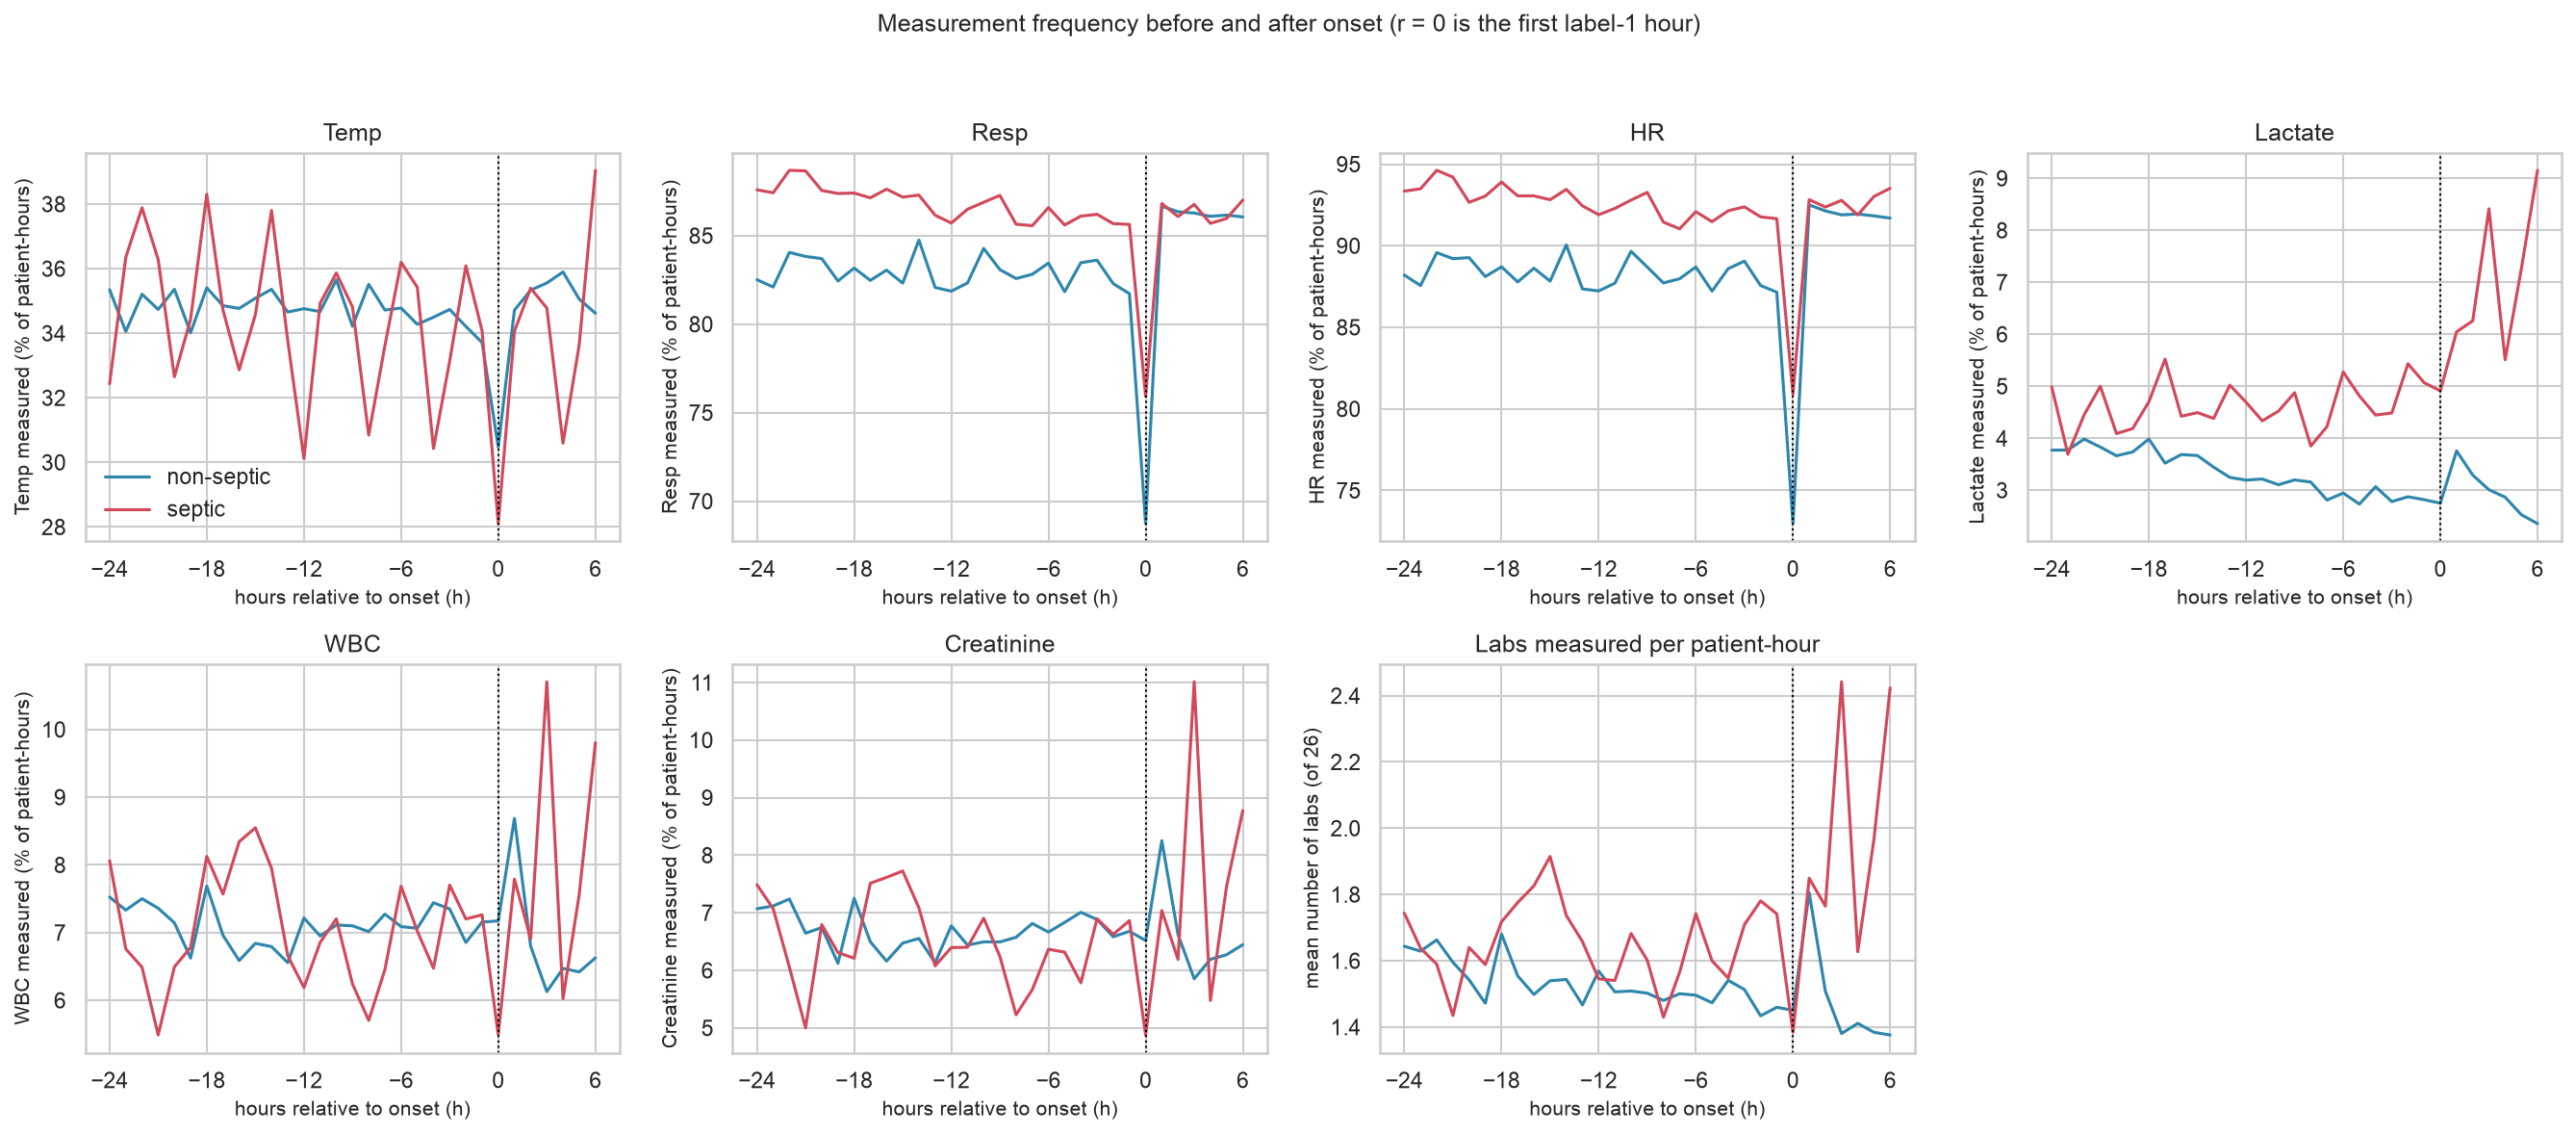 Measurement frequency before and after onset (r = 0 is the first label-1 hour)
Temp
Temp measured (% of patient-hours)
38
36
34
32
30
28
non-septic
septic
−24 −18 −12 −6 0 6
hours relative to onset (h)
Resp
Resp measured (% of patient-hours)
85
80
75
70
−24 −18 −12 −6 0 6
hours relative to onset (h)
HR
HR measured (% of patient-hours)
95
90
85
80
75
−24 −18 −12 −6 0 6
hours relative to onset (h)
Lactate
Lactate measured (% of patient-hours)
9
8
7
6
5
4
3
−24 −18 −12 −6 0 6
hours relative to onset (h)
WBC
WBC measured (% of patient-hours)
10
9
8
7
6
−24 −18 −12 −6 0 6
hours relative to onset (h)
Creatinine
Creatinine measured (% of patient-hours)
11
10
9
8
7
6
5
−24 −18 −12 −6 0 6
hours relative to onset (h)
Labs measured per patient-hour
mean number of labs (of 26)
2.4
2.2
2.0
1.8
1.6
1.4
−24 −18 −12 −6 0 6
hours relative to onset (h)